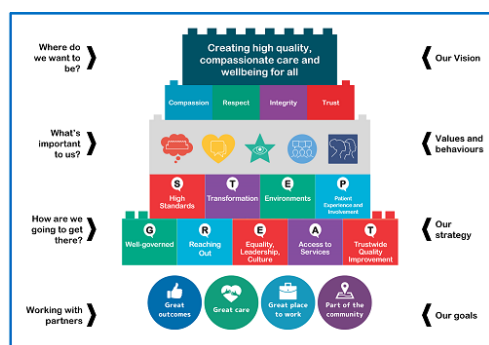 Where do
we want to
be?
Creating high quality,
compassionate care and
wellbeing for all
Our Vision
Compassion
Respect
Integrity
Trust
What's
important
to us?
Values and
behaviours
S
High
Standards
T
Transformation
E
Environments
P
Patient
Experience and
Involvement
How are we
going to get
there?
G
Well-governed
R
Reaching
Out
E
Equality,
Leadership,
Culture
A
Access to
Services
T
Trustwide
Quality
Improvement
Our
strategy
Working with
partners
Great
outcomes
Great care
Great place
to work
Part of the
community
Our goals